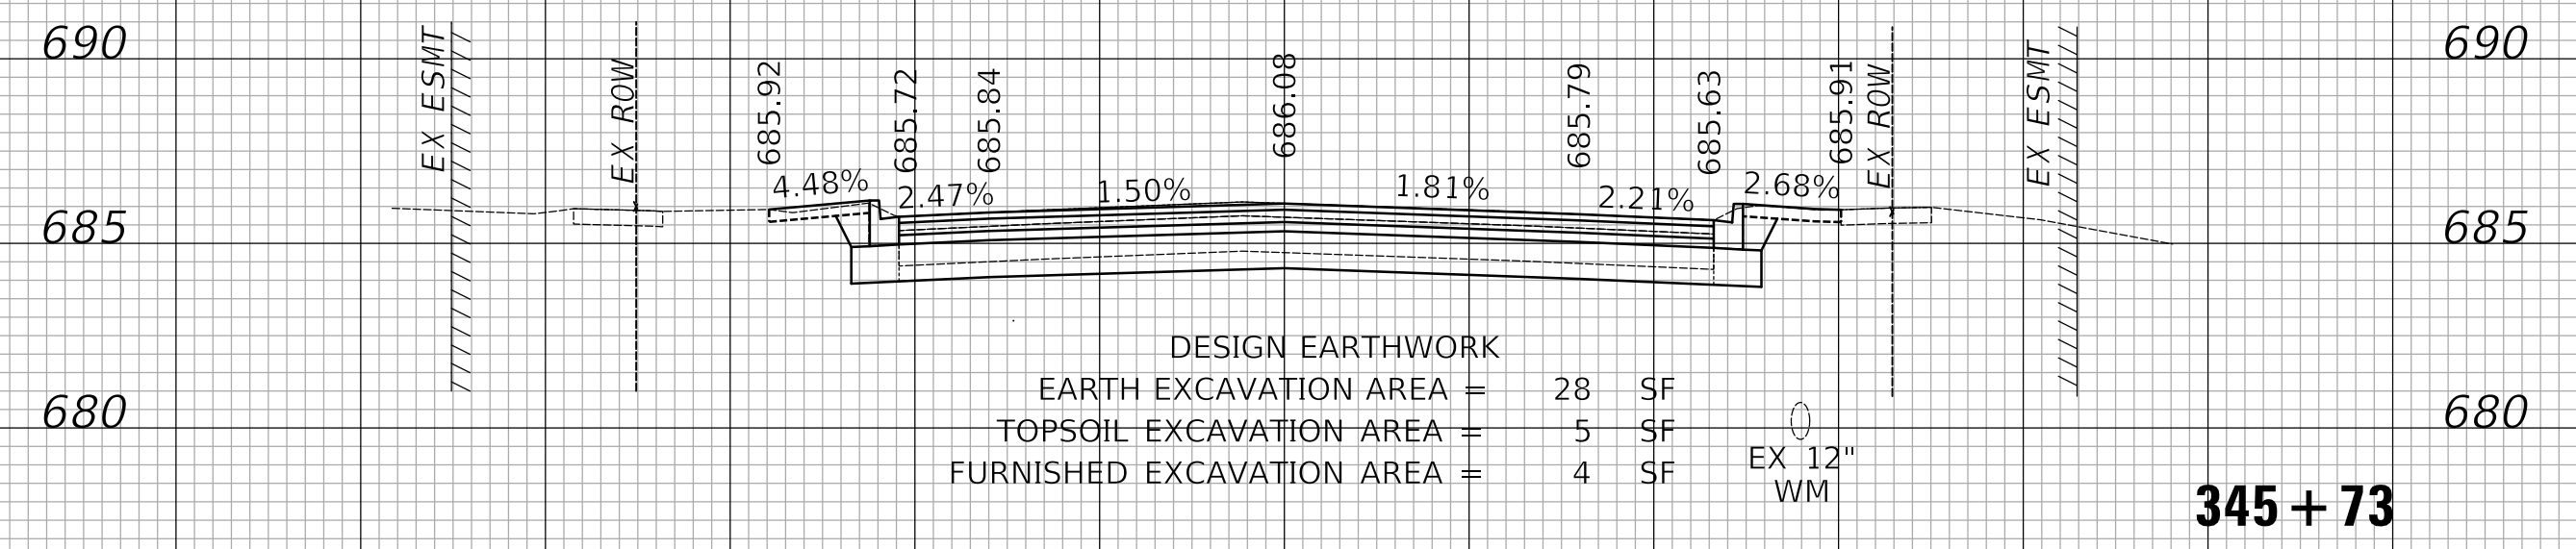 690
EX ESMT
EX ROW
685.92
685.72
685.84
686.08
685.79
685.63
685.91
EX ROW
EX ESMT
690
4.48%
2.47%
1.50%
1.81%
2.21%
2.68%
685
685
DESIGN EARTHWORK
EARTH EXCAVATION AREA = 28 SF
TOPSOIL EXCAVATION AREA = 5 SF
FURNISHED EXCAVATION AREA = 4 SF
680
680
EX 12"
WM
345+73